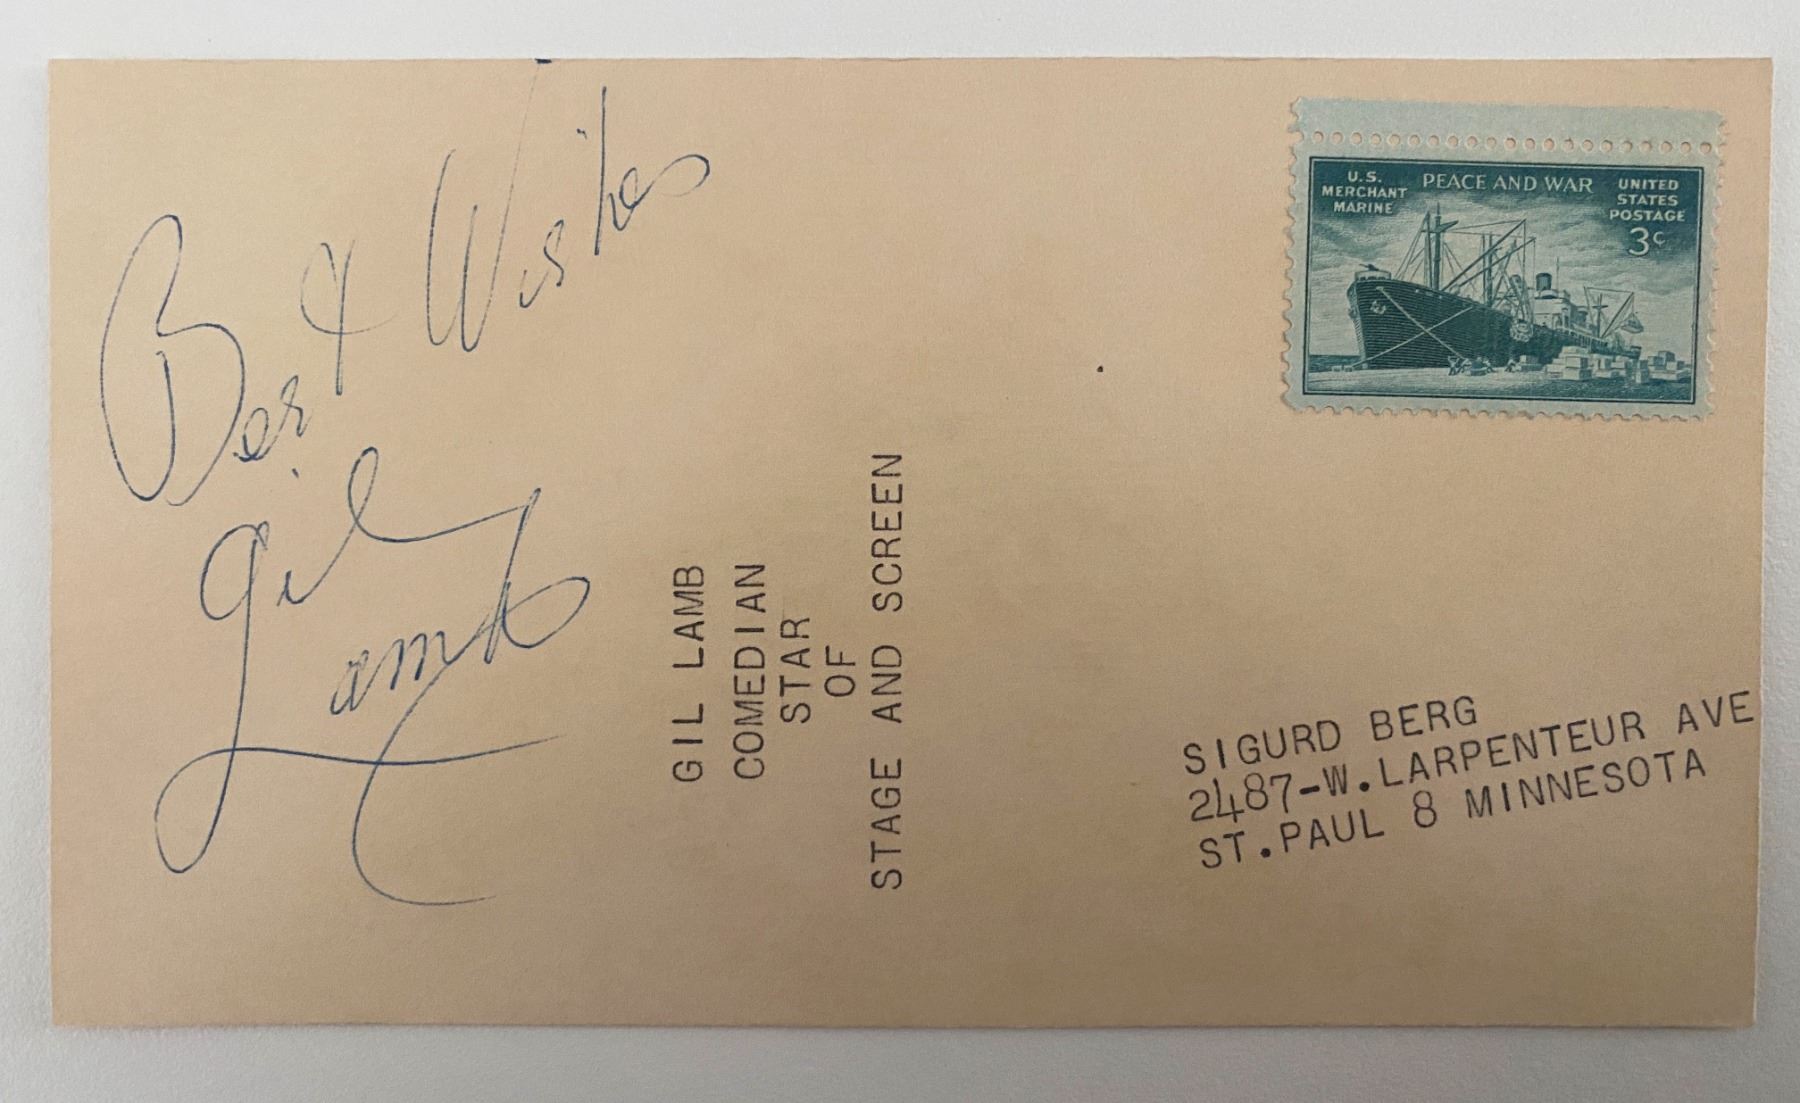 Best Wishes
Gil
Lamb
GIL LAMB
COMEDIAN
STAR
OF
STAGE AND SCREEN
U.S.
MERCHANT
MARINE
PEACE AND WAR
UNITED
STATES
POSTAGE
3¢
SIGURD BERG
2487-W.LARPENTEUR AVE
ST.PAUL 8 MINNESOTA